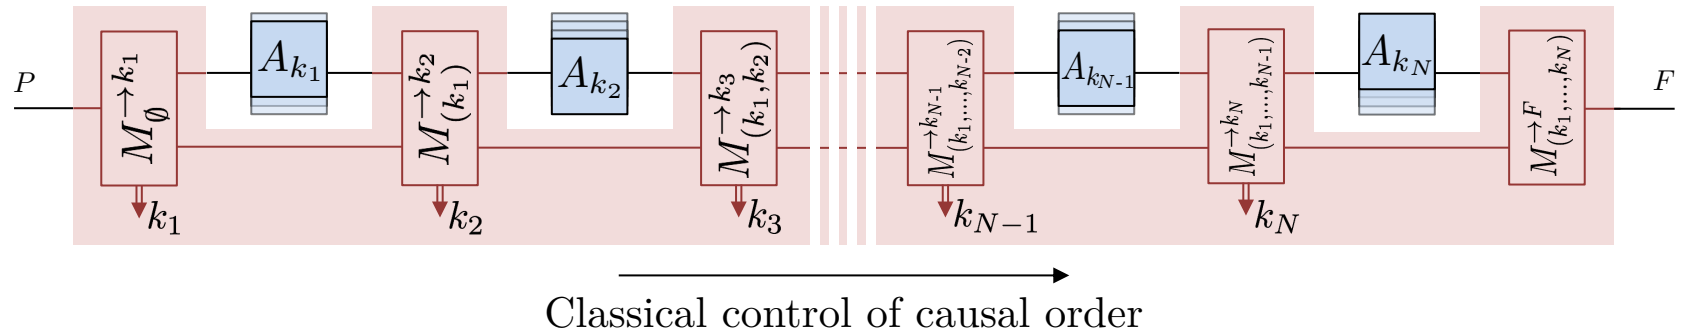 P
M_∅^{→k_1}
A_{k_1}
M_{(k_1)}^{→k_2}
A_{k_2}
M_{(k_1,k_2)}^{→k_3}
M_{(k_1,...,k_{N-2})}^{→k_{N-1}}
A_{k_{N-1}}
M_{(k_1,...,k_{N-1})}^{→k_N}
A_{k_N}
M_{(k_1,...,k_N)}^{→F}
F
k_1
k_2
k_3
k_{N-1}
k_N
Classical control of causal order